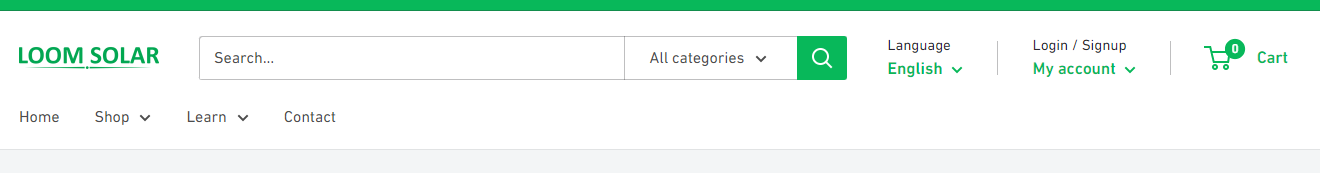 LOOM SOLAR
Search...
All categories
Language
English
Login / Signup
My account
0
Cart
Home
Shop
Learn
Contact